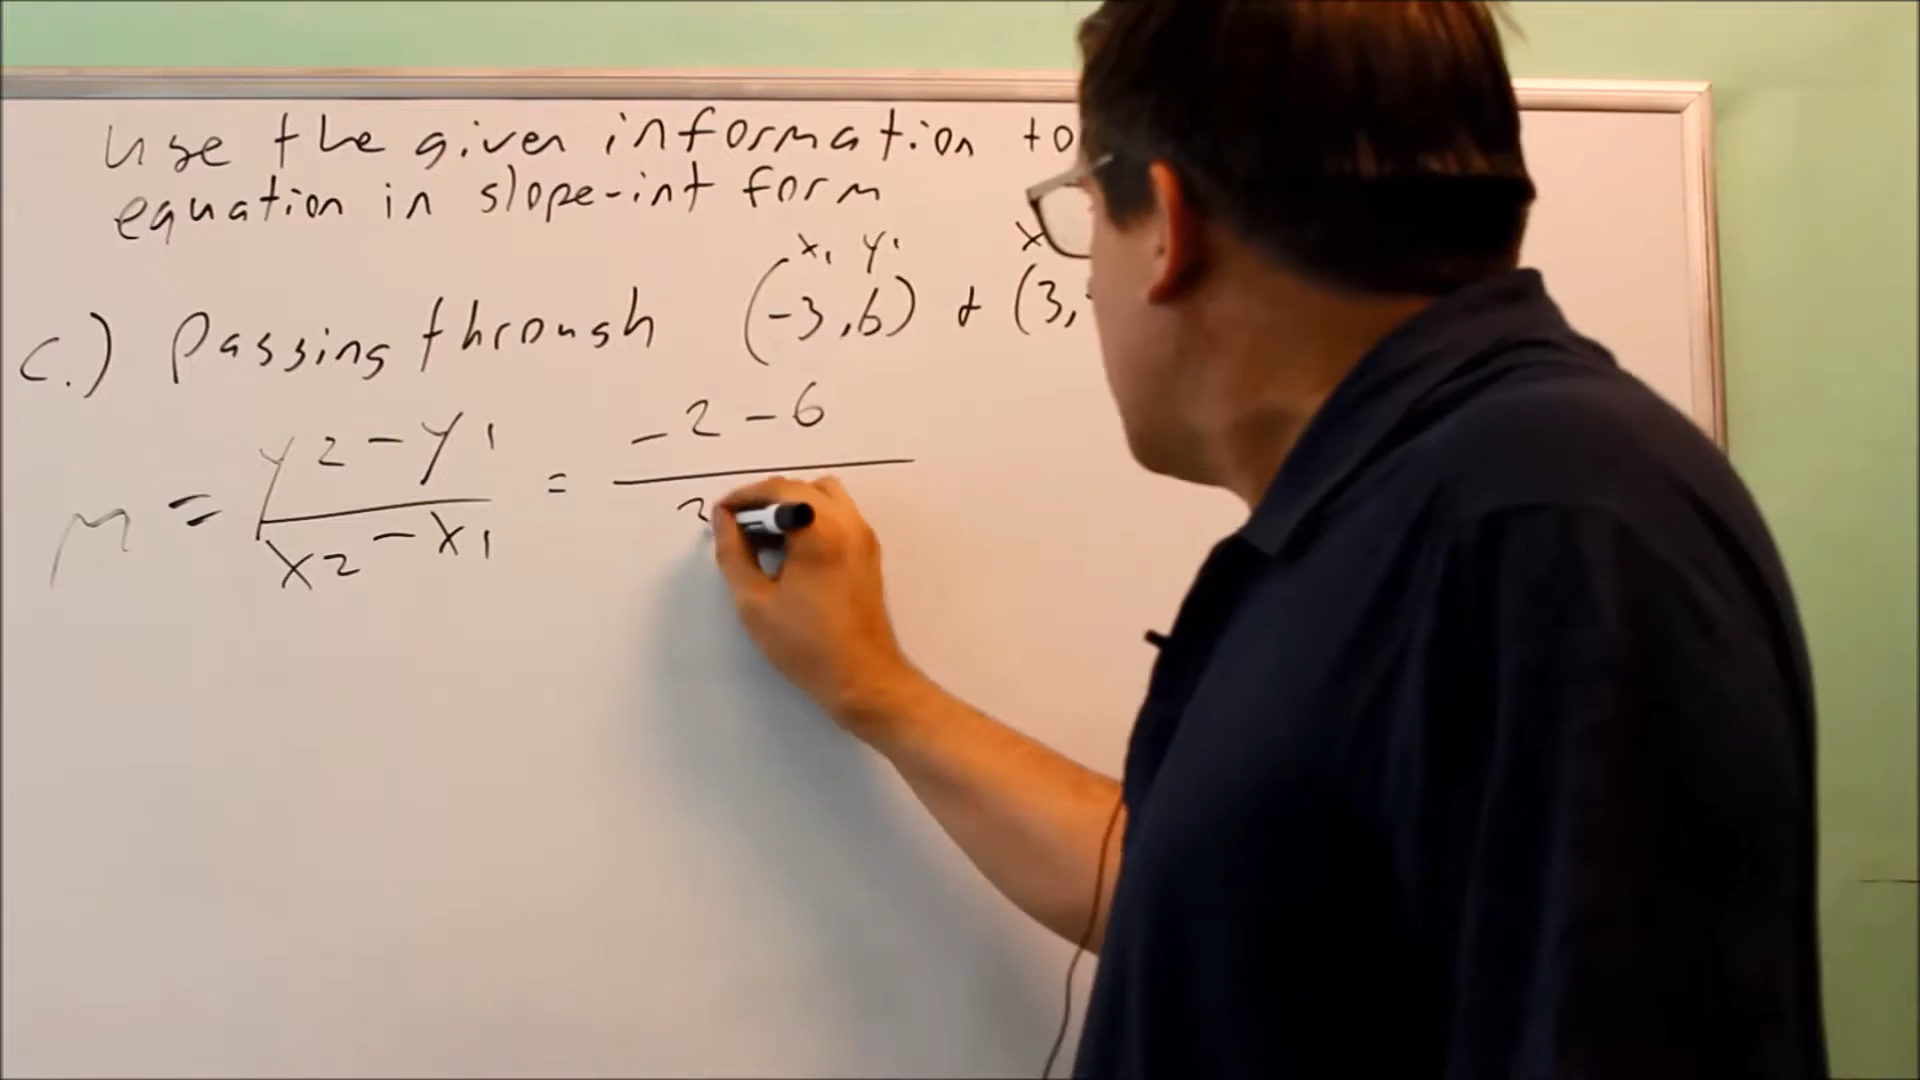 Use the given information to
equation in slope-int form
x₁ y₁ x
c.) Passing through (-3,6) + (3,
m = y2-y1/x2-x1 = -2-6/3